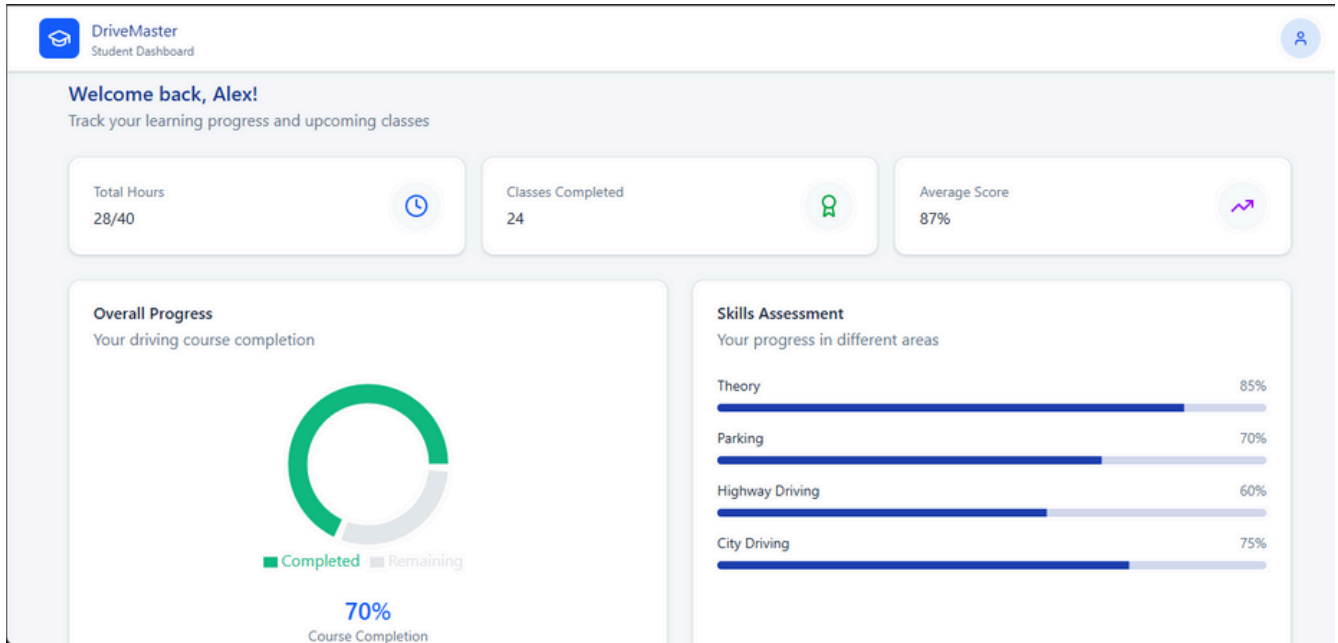 DriveMaster
Student Dashboard
Welcome back, Alex!
Track your learning progress and upcoming classes
Total Hours
28/40
Classes Completed
24
Average Score
87%
Overall Progress
Your driving course completion
Completed Remaining
70%
Course Completion
Skills Assessment
Your progress in different areas
Theory 85%
Parking 70%
Highway Driving 60%
City Driving 75%